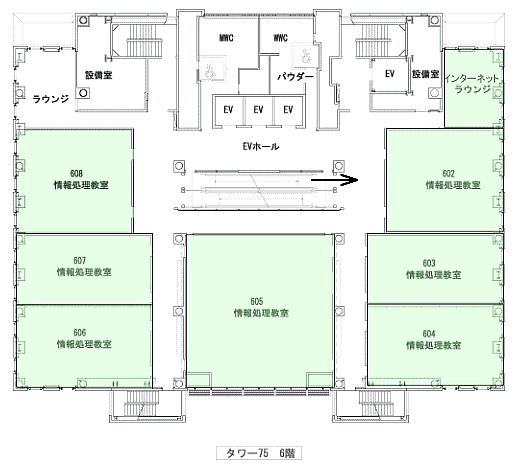 MWC
MWC
設備室
パウダー
EV
設備室
インターネット
ラウンジ
ラウンジ
EV
EV
EV
EVホール
608
情報処理教室
602
情報処理教室
607
情報処理教室
603
情報処理教室
605
情報処理教室
606
情報処理教室
604
情報処理教室
タワー75 6階